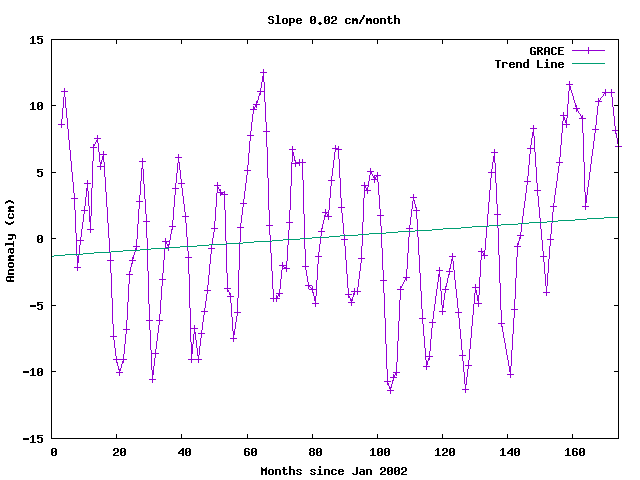 Slope 0.02 cm/month
15
GRACE
Trend Line
10
5
0
-5
-10
-15
Anomaly (cm)
0 20 40 60 80 100 120 140 160
Months since Jan 2002